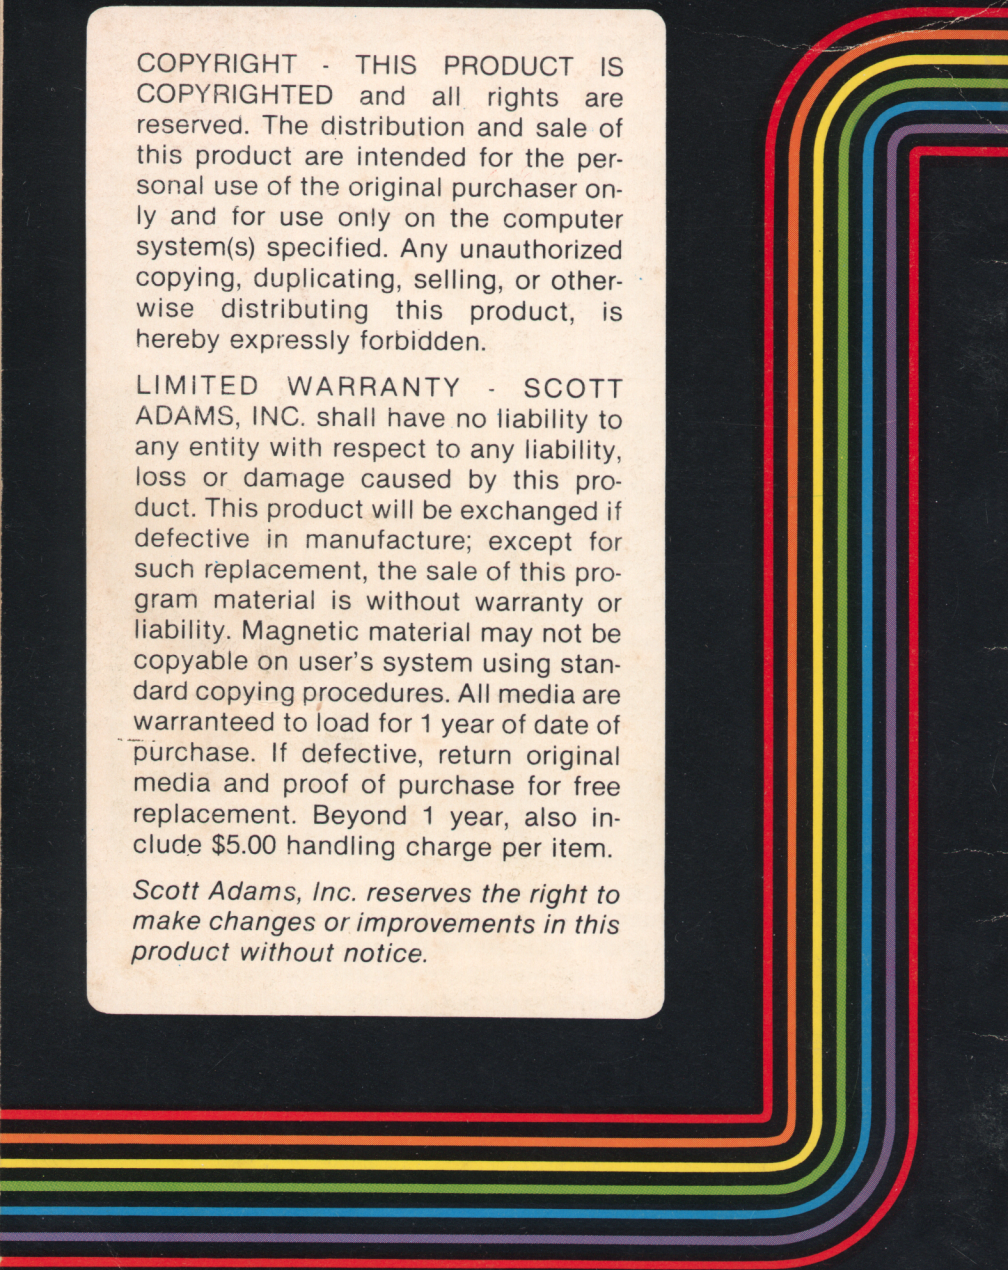 COPYRIGHT - THIS PRODUCT IS
COPYRIGHTED and all rights are
reserved. The distribution and sale of
this product are intended for the per-
sonal use of the original purchaser on-
ly and for use only on the computer
system(s) specified. Any unauthorized
copying, duplicating, selling, or other-
wise distributing this product, is
hereby expressly forbidden.
LIMITED WARRANTY - SCOTT
ADAMS, INC. shall have no liability to
any entity with respect to any liability,
loss or damage caused by this pro-
duct. This product will be exchanged if
defective in manufacture; except for
such replacement, the sale of this pro-
gram material is without warranty or
liability. Magnetic material may not be
copyable on user's system using stan-
dard copying procedures. All media are
warranteed to load for 1 year of date of
purchase. If defective, return original
media and proof of purchase for free
replacement. Beyond 1 year, also in-
clude $5.00 handling charge per item.
Scott Adams, Inc. reserves the right to
make changes or improvements in this
product without notice.